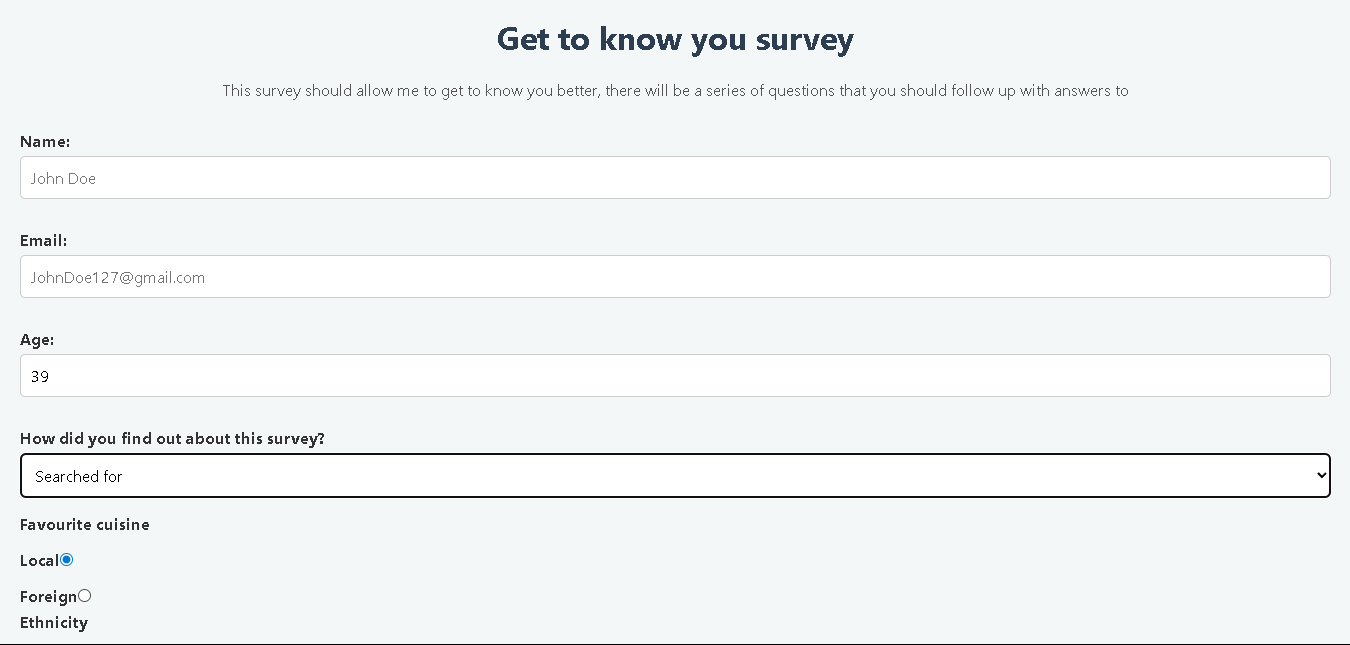 Get to know you survey
This survey should allow me to get to know you better, there will be a series of questions that you should follow up with answers to
Name:
John Doe
Email:
JohnDoe127@gmail.com
Age:
39
How did you find out about this survey?
Searched for
Favourite cuisine
Local
Foreign
Ethnicity